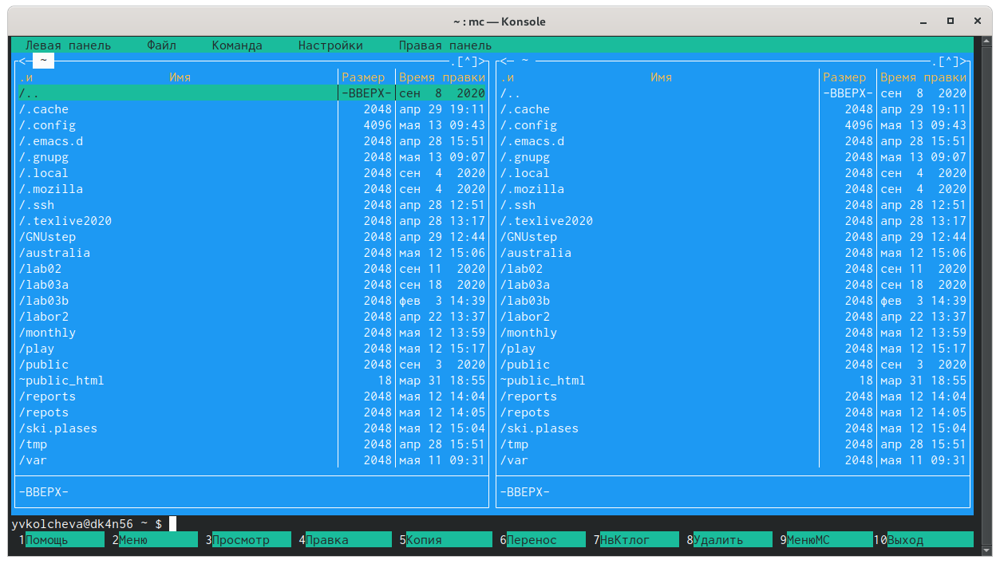 ~ : mc — Konsole
Левая панель Файл Команда Настройки Правая панель
<— ~ .[^]> <— ~ .[^]>
.и Имя Размер Время правки .и Имя Размер Время правки
/.. -ВВЕРХ- сен 8 2020 /.. -ВВЕРХ- сен 8 2020
/.cache 2048 апр 29 19:11 /.cache 2048 апр 29 19:11
/.config 4096 мая 13 09:43 /.config 4096 мая 13 09:43
/.emacs.d 2048 апр 28 15:51 /.emacs.d 2048 апр 28 15:51
/.gnupg 2048 мая 13 09:07 /.gnupg 2048 мая 13 09:07
/.local 2048 сен 4 2020 /.local 2048 сен 4 2020
/.mozilla 2048 сен 4 2020 /.mozilla 2048 сен 4 2020
/.ssh 2048 апр 28 12:51 /.ssh 2048 апр 28 12:51
/.texlive2020 2048 апр 28 13:17 /.texlive2020 2048 апр 28 13:17
/GNUstep 2048 апр 29 12:44 /GNUstep 2048 апр 29 12:44
/australia 2048 мая 12 15:06 /australia 2048 мая 12 15:06
/lab02 2048 сен 11 2020 /lab02 2048 сен 11 2020
/lab03a 2048 сен 18 2020 /lab03a 2048 сен 18 2020
/lab03b 2048 фев 3 14:39 /lab03b 2048 фев 3 14:39
/labor2 2048 апр 22 13:37 /labor2 2048 апр 22 13:37
/monthly 2048 мая 12 13:59 /monthly 2048 мая 12 13:59
/play 2048 мая 12 15:17 /play 2048 мая 12 15:17
/public 2048 сен 3 2020 /public 2048 сен 3 2020
~public_html 18 мар 31 18:55 ~public_html 18 мар 31 18:55
/reports 2048 мая 12 14:04 /reports 2048 мая 12 14:04
/repots 2048 мая 12 14:05 /repots 2048 мая 12 14:05
/ski.plases 2048 мая 12 15:04 /ski.plases 2048 мая 12 15:04
/tmp 2048 апр 28 15:51 /tmp 2048 апр 28 15:51
/var 2048 мая 11 09:31 /var 2048 мая 11 09:31
-ВВЕРХ- -ВВЕРХ-
yvkolcheva@dk4n56 ~ $
1Помощь 2Меню 3Просмотр 4Правка 5Копия 6Перенос 7НвКтлог 8Удалить 9МенюMC 10Выход